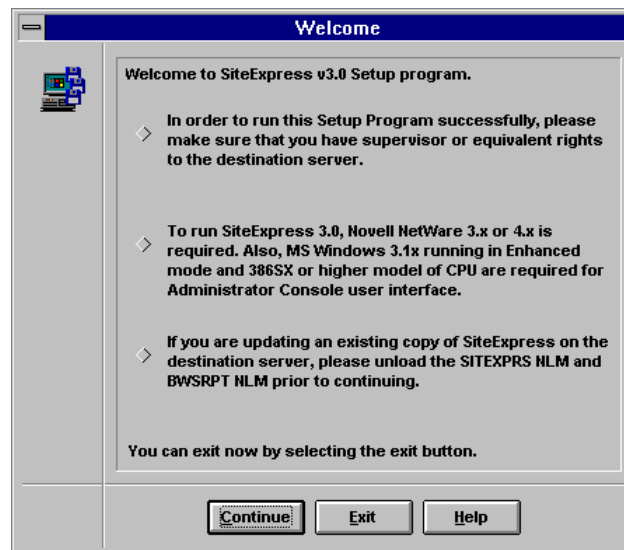 Welcome
Welcome to SiteExpress v3.0 Setup program.
In order to run this Setup Program successfully, please
make sure that you have supervisor or equivalent rights
to the destination server.
To run SiteExpress 3.0, Novell NetWare 3.x or 4.x is
required. Also, MS Windows 3.1x running in Enhanced
mode and 386SX or higher model of CPU are required for
Administrator Console user interface.
If you are updating an existing copy of SiteExpress on the
destination server, please unload the SITEXPRS NLM and
BWSRPT NLM prior to continuing.
You can exit now by selecting the exit button.
Continue Exit Help